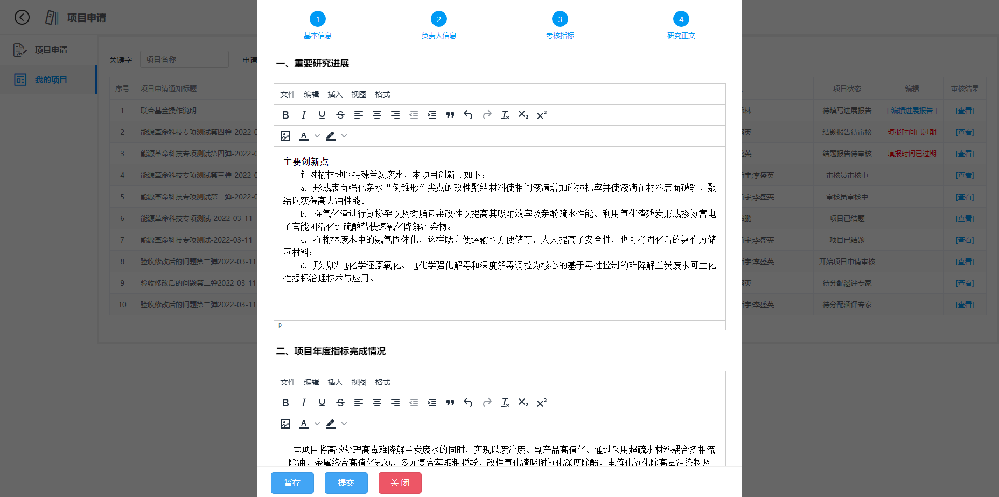 项目申请
项目申请
我的项目
关键字 项目名称 申请
序号 项目申请通知标题 项目状态 编辑 审核结果
1 联合基金操作说明 林 待填写进展报告 [ 编辑进展报告 ] [查看]
2 能源革命科技专项测试第四弹-2022-0 英 结题报告待审核 填报时间已过期 [查看]
3 能源革命科技专项测试第四弹-2022-0 英 结题报告待审核 填报时间已过期 [查看]
4 能源革命科技专项测试第三弹-2022-0 宇;李盛英 审核员审核中 [查看]
5 能源革命科技专项测试第二弹-2022-0 宇;李盛英 审核员审核中 [查看]
6 能源革命科技专项测试-2022-03-11 鹏 项目已结题 [查看]
7 能源革命科技专项测试-2022-03-11 宇;李盛英 项目已结题 [查看]
8 验收修改后的问题第二弹2022-03-11 宇;李盛英 开始项目申请审核 [查看]
9 验收修改后的问题第二弹2022-03-11 英 待分配函评专家 [查看]
10 验收修改后的问题第二弹2022-03-11 宇;李盛英 待分配函评专家 [查看]
1 2 3 4
基本信息 负责人信息 考核指标 研究正文
一、重要研究进展
文件 编辑 插入 视图 格式
主要创新点
针对榆林地区特殊兰炭废水，本项目创新点如下：
a. 形成表面强化亲水“倒锥形”尖点的改性聚结材料使相间液滴增加碰撞机率并使液滴在材料表面破乳、聚
结以获得高去油性能。
b. 将气化渣进行氮掺杂以及树脂包裹改性以提高其吸附效率及亲酚疏水性能。利用气化渣残炭形成掺氮富电
子官能团活化过硫酸盐快速氧化降解污染物。
c. 将榆林废水中的氨气固体化，这样既方便运输也方便储存，大大提高了安全性，也可将固化后的氨作为储
氢材料；
d. 形成以电化学还原氧化、电化学强化解毒和深度解毒调控为核心的基于毒性控制的难降解兰炭废水可生化
性提标治理技术与应用。
P
二、项目年度指标完成情况
文件 编辑 插入 视图 格式
本项目将高效处理高毒难降解兰炭废水的同时，实现以废治废、副产品高值化。通过采用超疏水材料耦合多相流
除油、金属络合高值化氨氮、多元复合萃取粗脱酚、改性气化渣吸附氧化深度除酚、电催化氧化除高毒污染物及
暂存 提交 关 闭